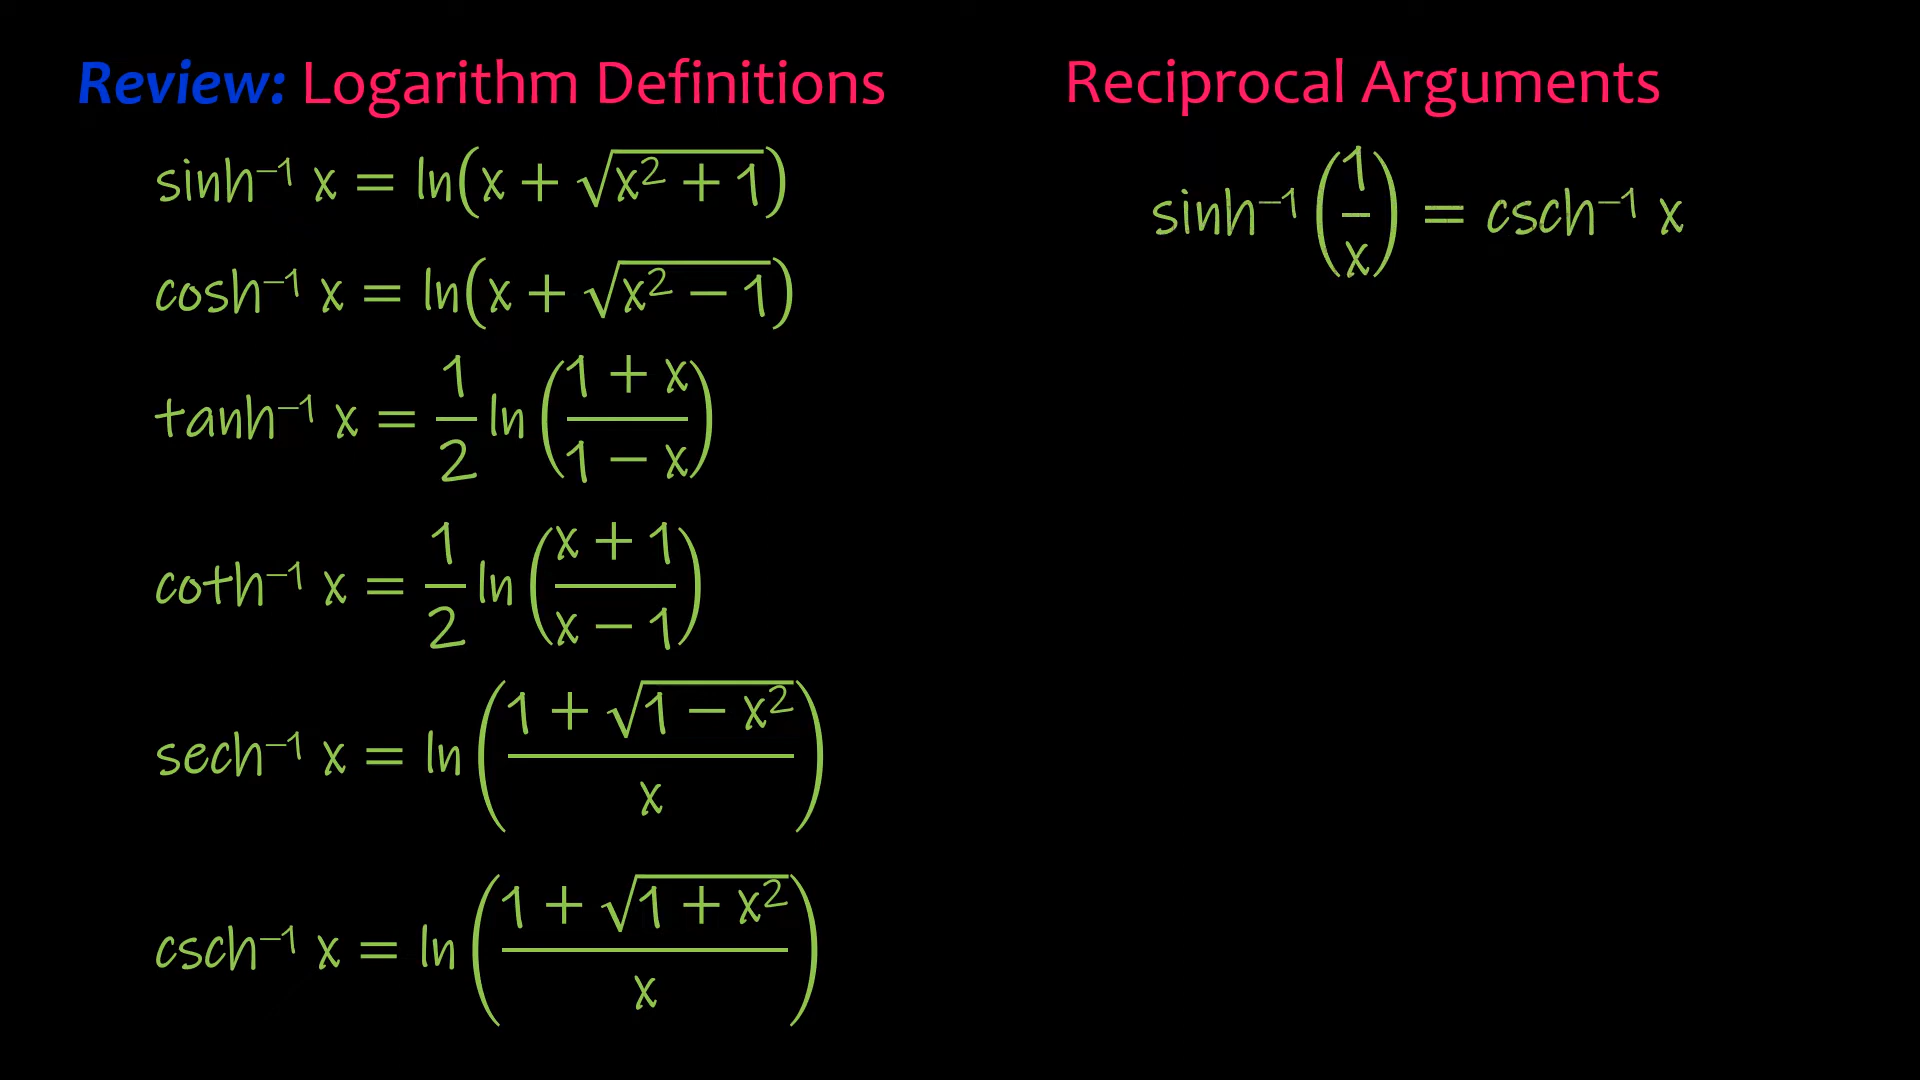 Review: Logarithm Definitions
sinh⁻¹ x = ln(x + √(x² + 1))
cosh⁻¹ x = ln(x + √(x² − 1))
tanh⁻¹ x = 1/2 ln((1 + x)/(1 − x))
coth⁻¹ x = 1/2 ln((x + 1)/(x − 1))
sech⁻¹ x = ln((1 + √(1 − x²))/x)
csch⁻¹ x = ln((1 + √(1 + x²))/x)
Reciprocal Arguments
sinh⁻¹ (1/x) = csch⁻¹ x